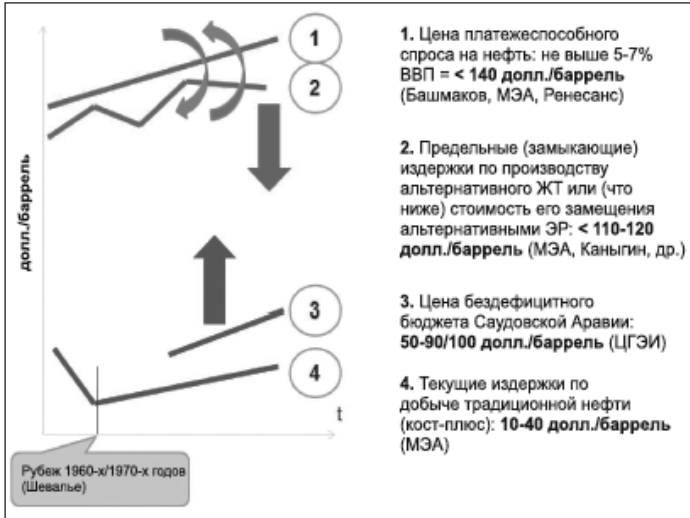 долл./баррель
1
2
3
4
t
Рубеж 1960-х/1970-х годов
(Шевалье)
1. Цена платежеспособного
спроса на нефть: не выше 5-7%
ВВП = < 140 долл./баррель
(Башмаков, МЭА, Ренесанс)
2. Предельные (замыкающие)
издержки по производству
альтернативного ЖТ или (что
ниже) стоимость его замещения
альтернативными ЭР: < 110-120
долл./баррель (МЭА, Каныгин, др.)
3. Цена бездефицитного
бюджета Саудовской Аравии:
50-90/100 долл./баррель (ЦГЭИ)
4. Текущие издержки по
добыче традиционной нефти
(кост-плюс): 10-40 долл./баррель
(МЭА)